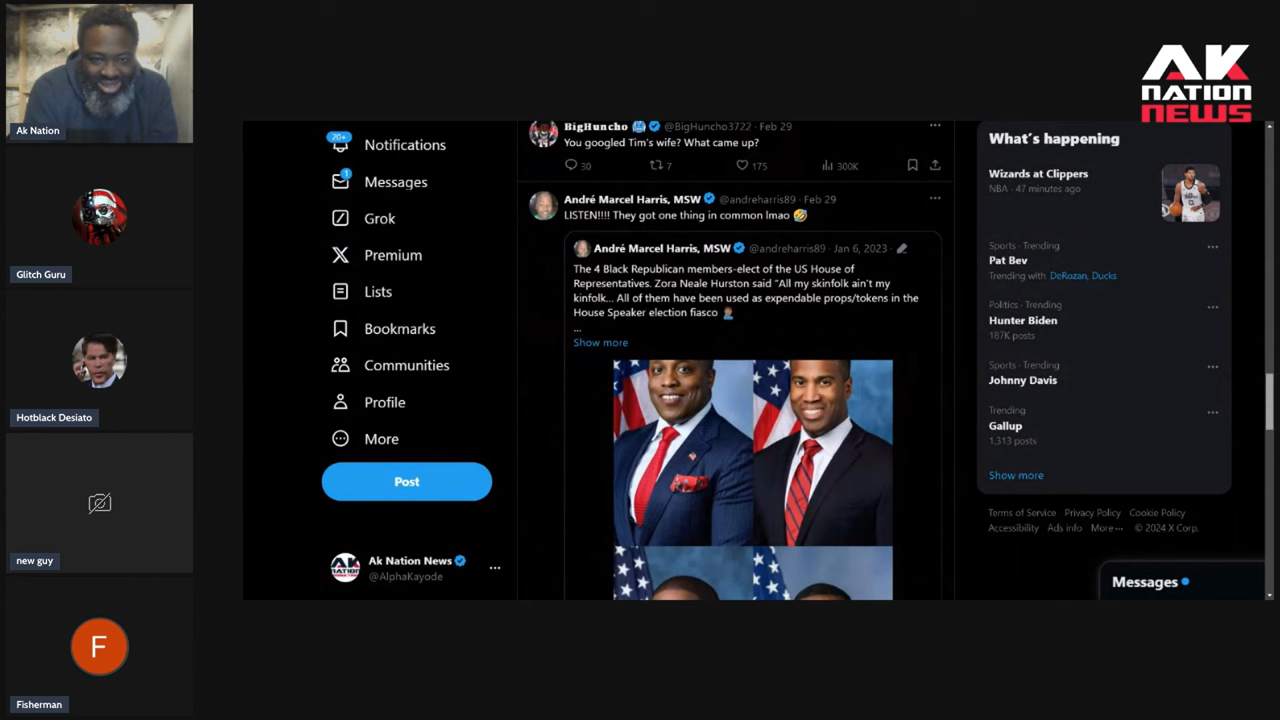 Ak Nation
Glitch Guru
Hotblack Desiato
new guy
F
Fisherman
20+
Notifications
1
Messages
Grok
Premium
Lists
Bookmarks
Communities
Profile
More
Post
AK
Ak Nation News
@AlphaKayode
BigHuncho @BigHuncho3722 · Feb 29
You googled Tim's wife? What came up?
30 7 175 300K
André Marcel Harris, MSW @andreharris89 · Feb 29
LISTEN!!!! They got one thing in common lmao 🤣
André Marcel Harris, MSW @andreharris89 · Jan 6, 2023 ·
The 4 Black Republican members-elect of the US House of
Representatives. Zora Neale Hurston said "All my skinfolk ain't my
kinfolk... All of them have been used as expendable props/tokens in the
House Speaker election fiasco 🤦🏾‍♂️
...
Show more
AK
NATION
NEWS
What's happening
Wizards at Clippers
NBA · 47 minutes ago
Sports · Trending
Pat Bev
Trending with DeRozan, Ducks
Politics · Trending
Hunter Biden
187K posts
Sports · Trending
Johnny Davis
Trending
Gallup
1,313 posts
Show more
Terms of Service Privacy Policy Cookie Policy
Accessibility Ads info More ··· © 2024 X Corp.
Messages